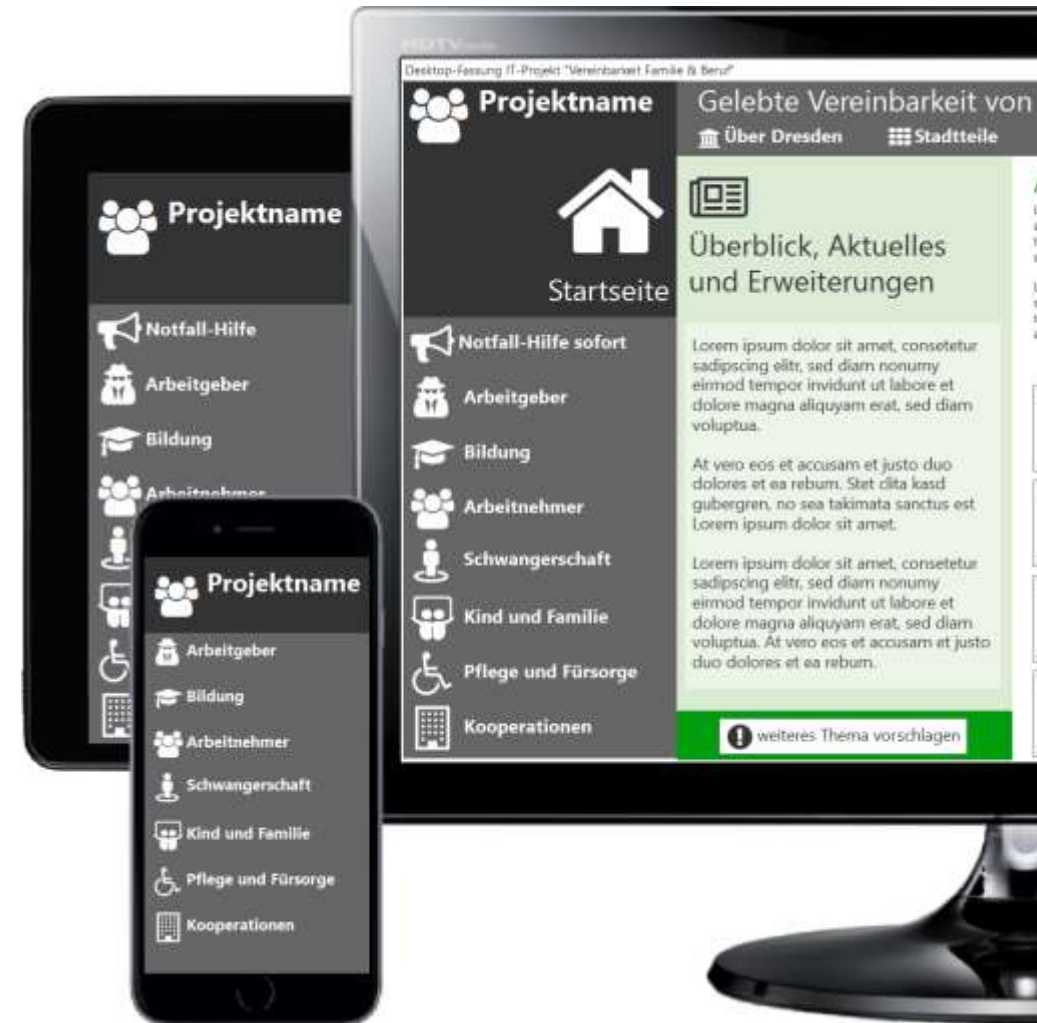 HDTV
Desktop-Fassung IT-Projekt "Vereinbarkeit Familie & Beruf"
Projektname
Gelebte Vereinbarkeit von
Über Dresden
Stadtteile
Startseite
Notfall-Hilfe sofort
Arbeitgeber
Bildung
Arbeitnehmer
Schwangerschaft
Kind und Familie
Pflege und Fürsorge
Kooperationen
Überblick, Aktuelles
und Erweiterungen
Lorem ipsum dolor sit amet, consetetur
sadipscing elitr, sed diam nonumy
eirmod tempor invidunt ut labore et
dolore magna aliquyam erat, sed diam
voluptua.
At vero eos et accusam et justo duo
dolores et ea rebum. Stet clita kasd
gubergren, no sea takimata sanctus est
Lorem ipsum dolor sit amet.
Lorem ipsum dolor sit amet, consetetur
sadipscing elitr, sed diam nonumy
eirmod tempor invidunt ut labore et
dolore magna aliquyam erat, sed diam
voluptua. At vero eos et accusam et justo
duo dolores et ea rebum.
weiteres Thema vorschlagen
Projektname
Notfall-Hilfe
Arbeitgeber
Bildung
Arbeitnehmer
Projektname
Arbeitgeber
Bildung
Arbeitnehmer
Schwangerschaft
Kind und Familie
Pflege und Fürsorge
Kooperationen